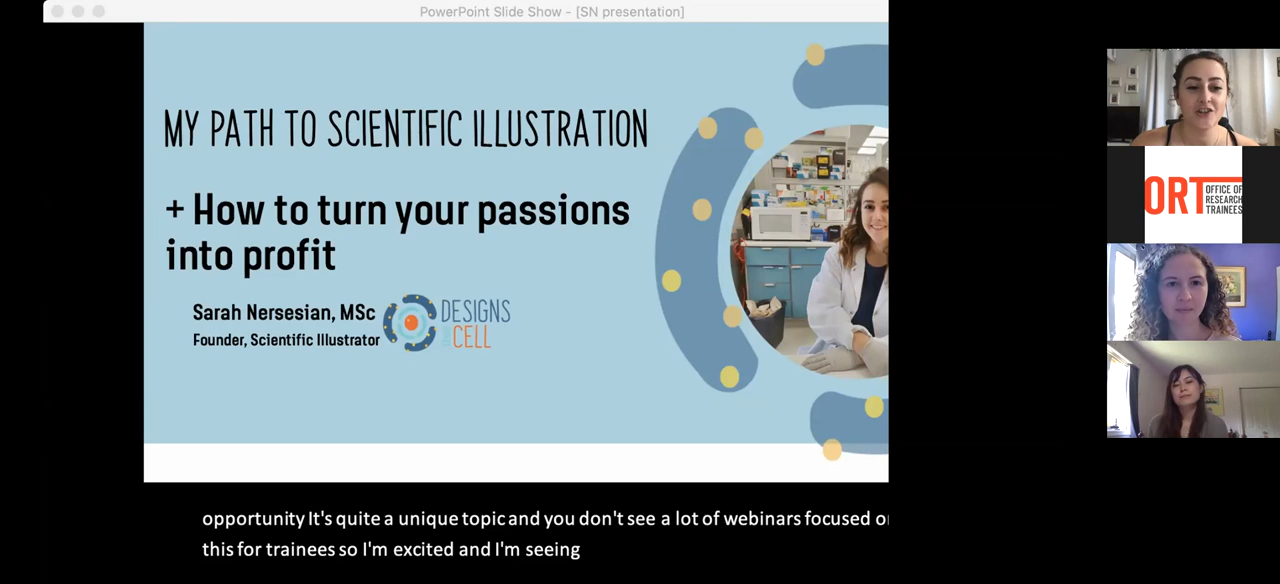 PowerPoint Slide Show - [SN presentation]
MY PATH TO SCIENTIFIC ILLUSTRATION
+ How to turn your passions
into profit
Sarah Nersesian, MSc
Founder, Scientific Illustrator
DESIGNS
CELL
ORT
OFFICE OF
RESEARCH
TRAINEES
opportunity It's quite a unique topic and you don't see a lot of webinars focused
this for trainees so I'm excited and I'm seeing